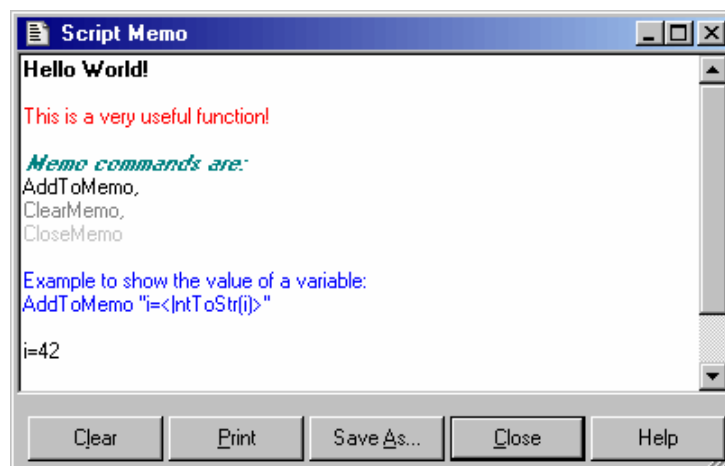 Script Memo
Hello World!
This is a very useful function!
Memo commands are:
AddToMemo,
ClearMemo,
CloseMemo
Example to show the value of a variable:
AddToMemo "i=<IntToStr(i)>"
i=42
Clear Print Save As... Close Help